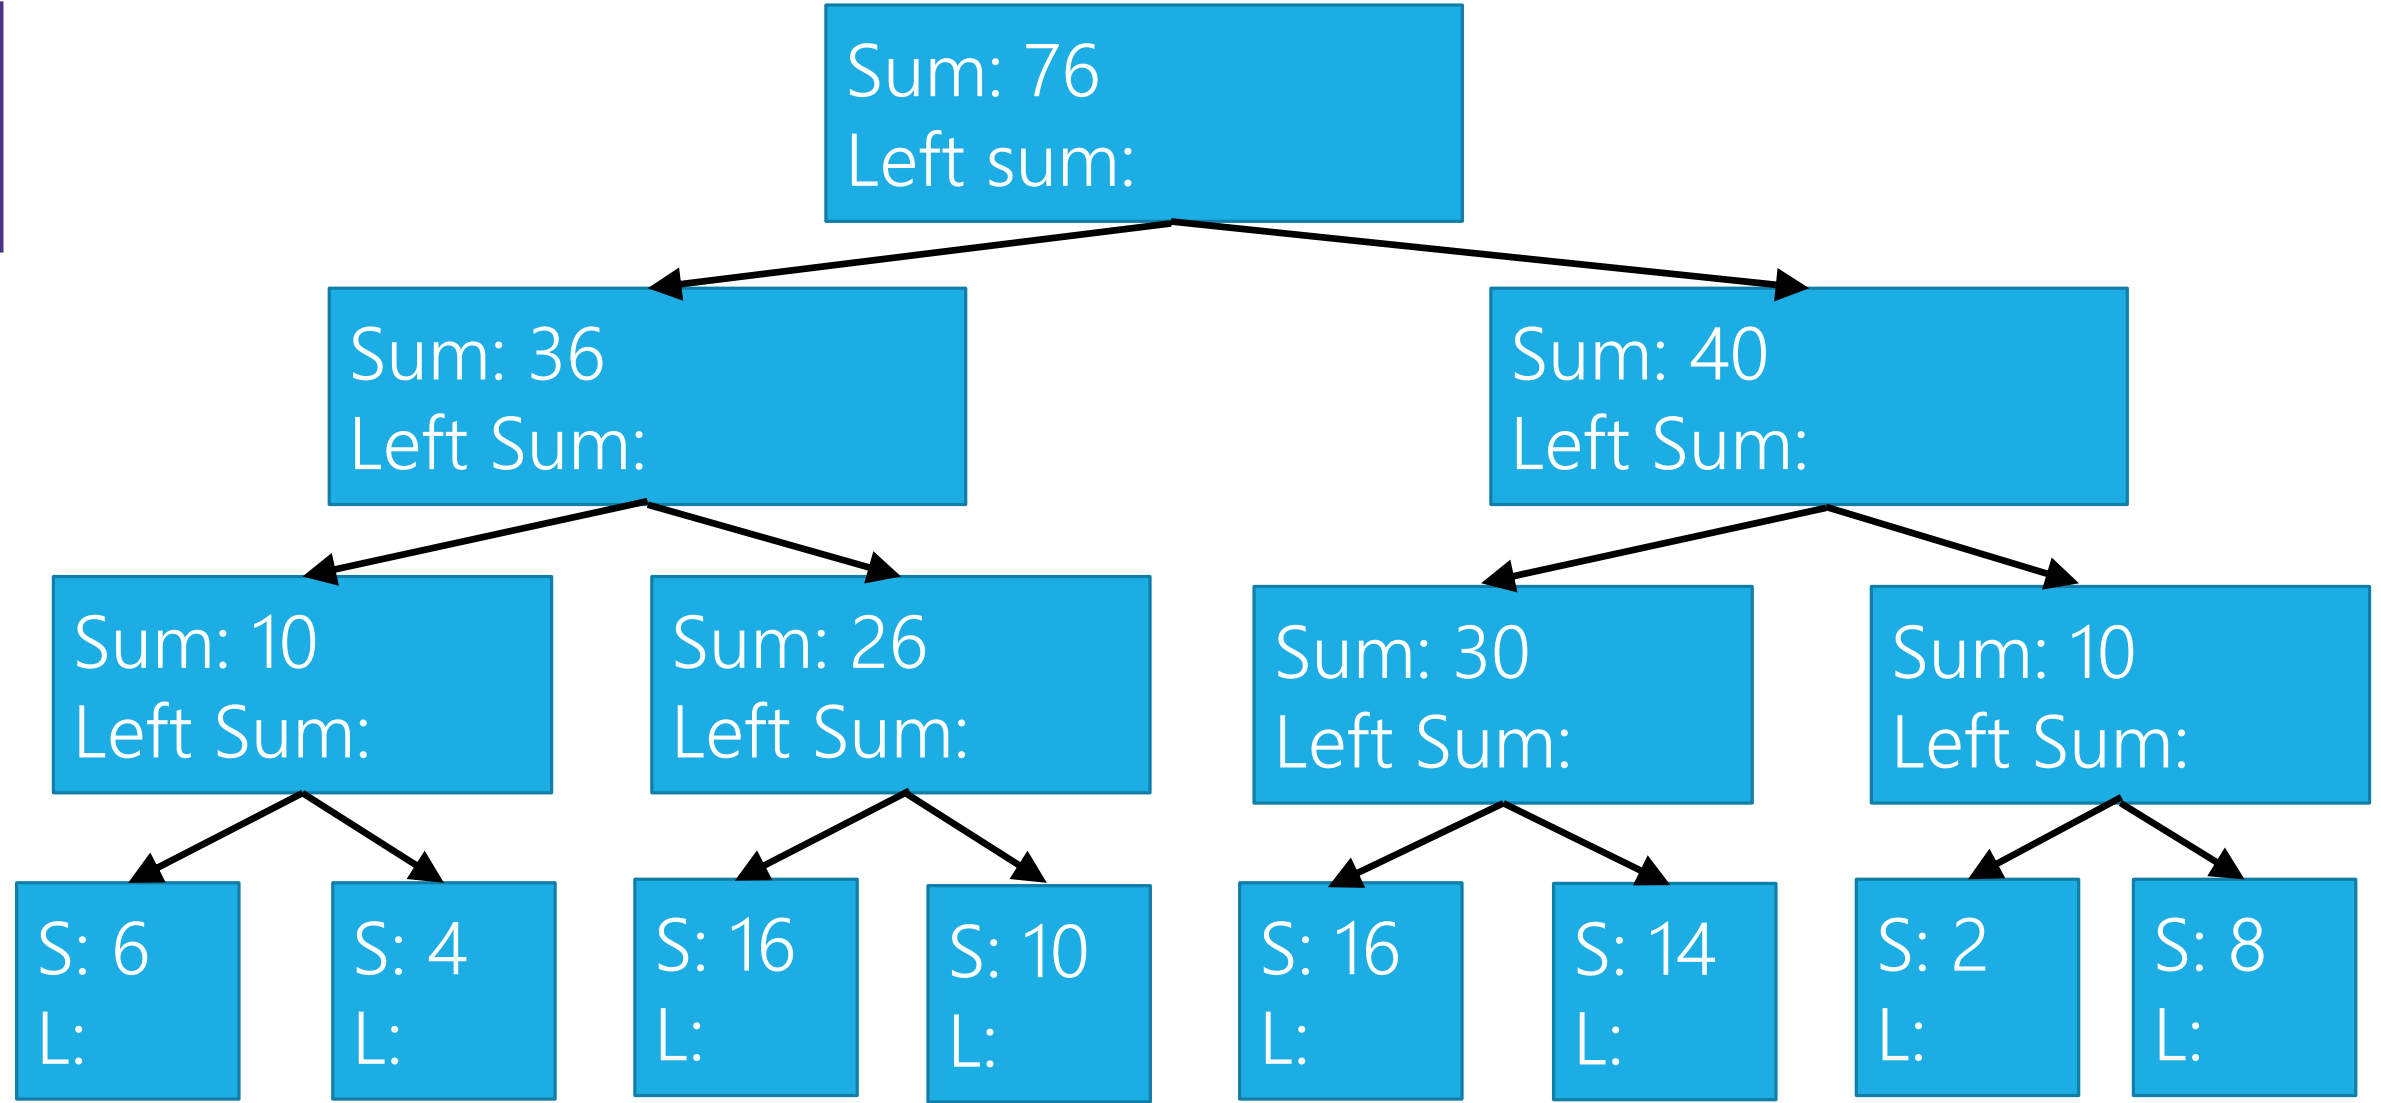 Sum: 76
Left sum:
Sum: 36
Left Sum:
Sum: 40
Left Sum:
Sum: 10
Left Sum:
Sum: 26
Left Sum:
Sum: 30
Left Sum:
Sum: 10
Left Sum:
S: 6
L:
S: 4
L:
S: 16
L:
S: 10
L:
S: 16
L:
S: 14
L:
S: 2
L:
S: 8
L: